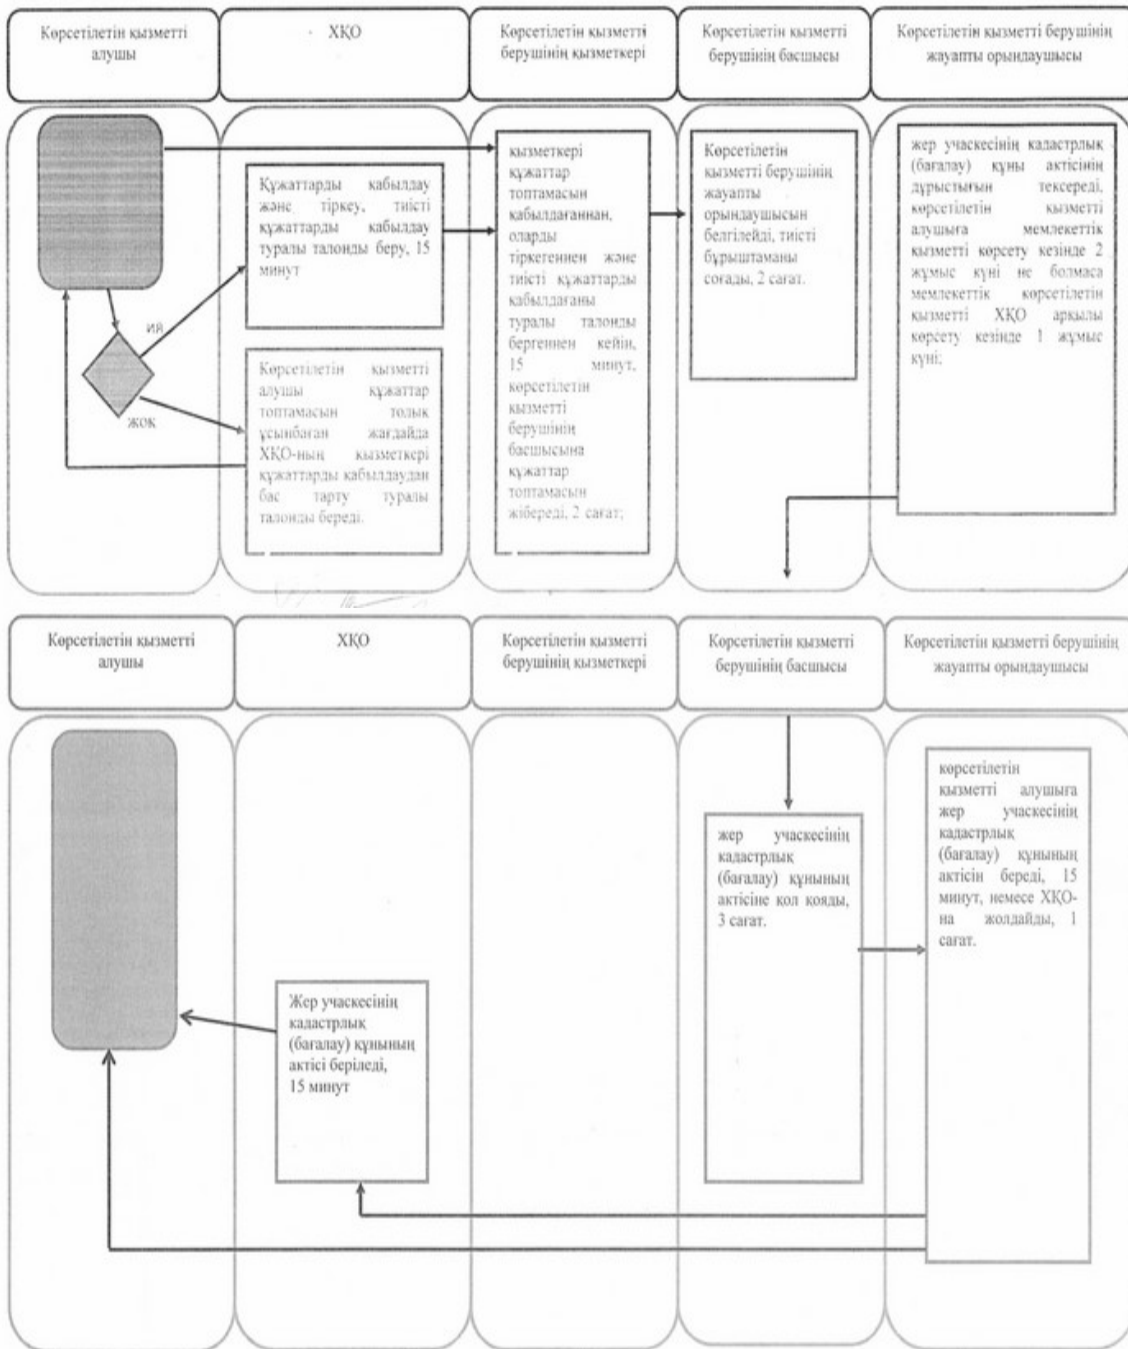 Көрсетілетін қызметті
алушы
ХҚО
Көрсетілетін қызметті
берушінің қызметкері
Көрсетілетін қызметті
берушінің басшысы
Көрсетілетін қызметті берушінің
жауапты орындаушысы
Құжаттарды қабылдау
және тіркеу, тиісті
құжаттарды қабылдау
туралы талонды беру, 15
минут
ИЯ
ЖОҚ
Көрсетілетін қызметті
алушы құжаттар
топтамасын толық
ұсынбаған жағдайда
ХҚО-ның қызметкері
құжаттарды қабылдаудан
бас тарту туралы
талонды береді.
қызметкері
құжаттар
топтамасын
қабылдағаннан,
оларды
тіркегеннен және
тиісті құжаттарды
қабылдағаны
туралы талонды
бергеннен кейін,
15 минут,
көрсетілетін
қызметті
берушінің
басшысына
құжаттар
топтамасын
жібереді, 2 сағат;
Көрсетілетін
қызметті берушінің
жауапты
орындаушысын
белгілейді, тиісті
бұрыштаманы
соғады, 2 сағат.
жер учаскесінің кадастрлық
(бағалау) құны актісінің
дұрыстығын тексереді,
көрсетілетін қызметті
алушыға мемлекеттік
қызметті көрсету кезінде 2
жұмыс күні не болмаса
мемлекеттік көрсетілетін
қызметті ХҚО арқылы
көрсету кезінде 1 жұмыс
күні;
Көрсетілетін қызметті
алушы
ХҚО
Көрсетілетін қызметті
берушінің қызметкері
Көрсетілетін қызметті
берушінің басшысы
Көрсетілетін қызметті берушінің
жауапты орындаушысы
Жер учаскесінің
кадастрлық
(бағалау) құнының
актісі беріледі,
15 минут
жер учаскесінің
кадастрлық
(бағалау) құнының
актісіне қол қояды,
3 сағат.
көрсетілетін
қызметті алушыға
жер учаскесінің
кадастрлық
(бағалау) құнының
актісін береді, 15
минут, немесе ХҚО-
на жолдайды, 1
сағат.